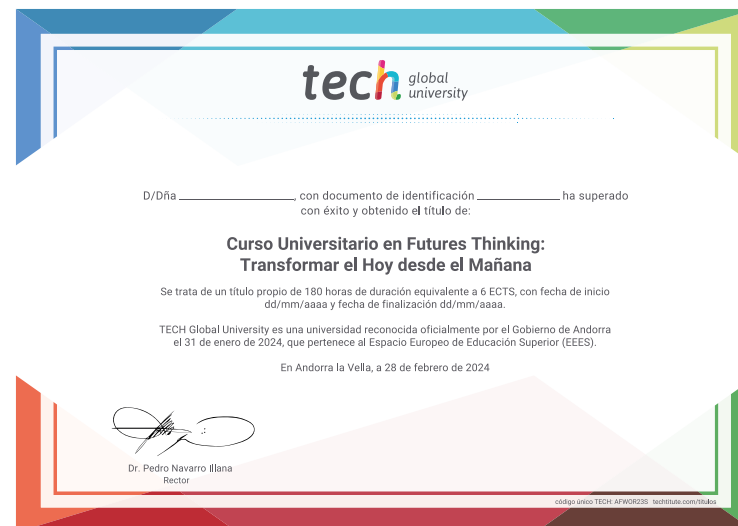 tech global university
D/Dña ____________________, con documento de identificación ______________ ha superado
con éxito y obtenido el título de:
Curso Universitario en Futures Thinking:
Transformar el Hoy desde el Mañana
Se trata de un título propio de 180 horas de duración equivalente a 6 ECTS, con fecha de inicio
dd/mm/aaaa y fecha de finalización dd/mm/aaaa.
TECH Global University es una universidad reconocida oficialmente por el Gobierno de Andorra
el 31 de enero de 2024, que pertenece al Espacio Europeo de Educación Superior (EEES).
En Andorra la Vella, a 28 de febrero de 2024
Dr. Pedro Navarro Illana
Rector
código único TECH: AFWOR23S techtitute.com/titulos